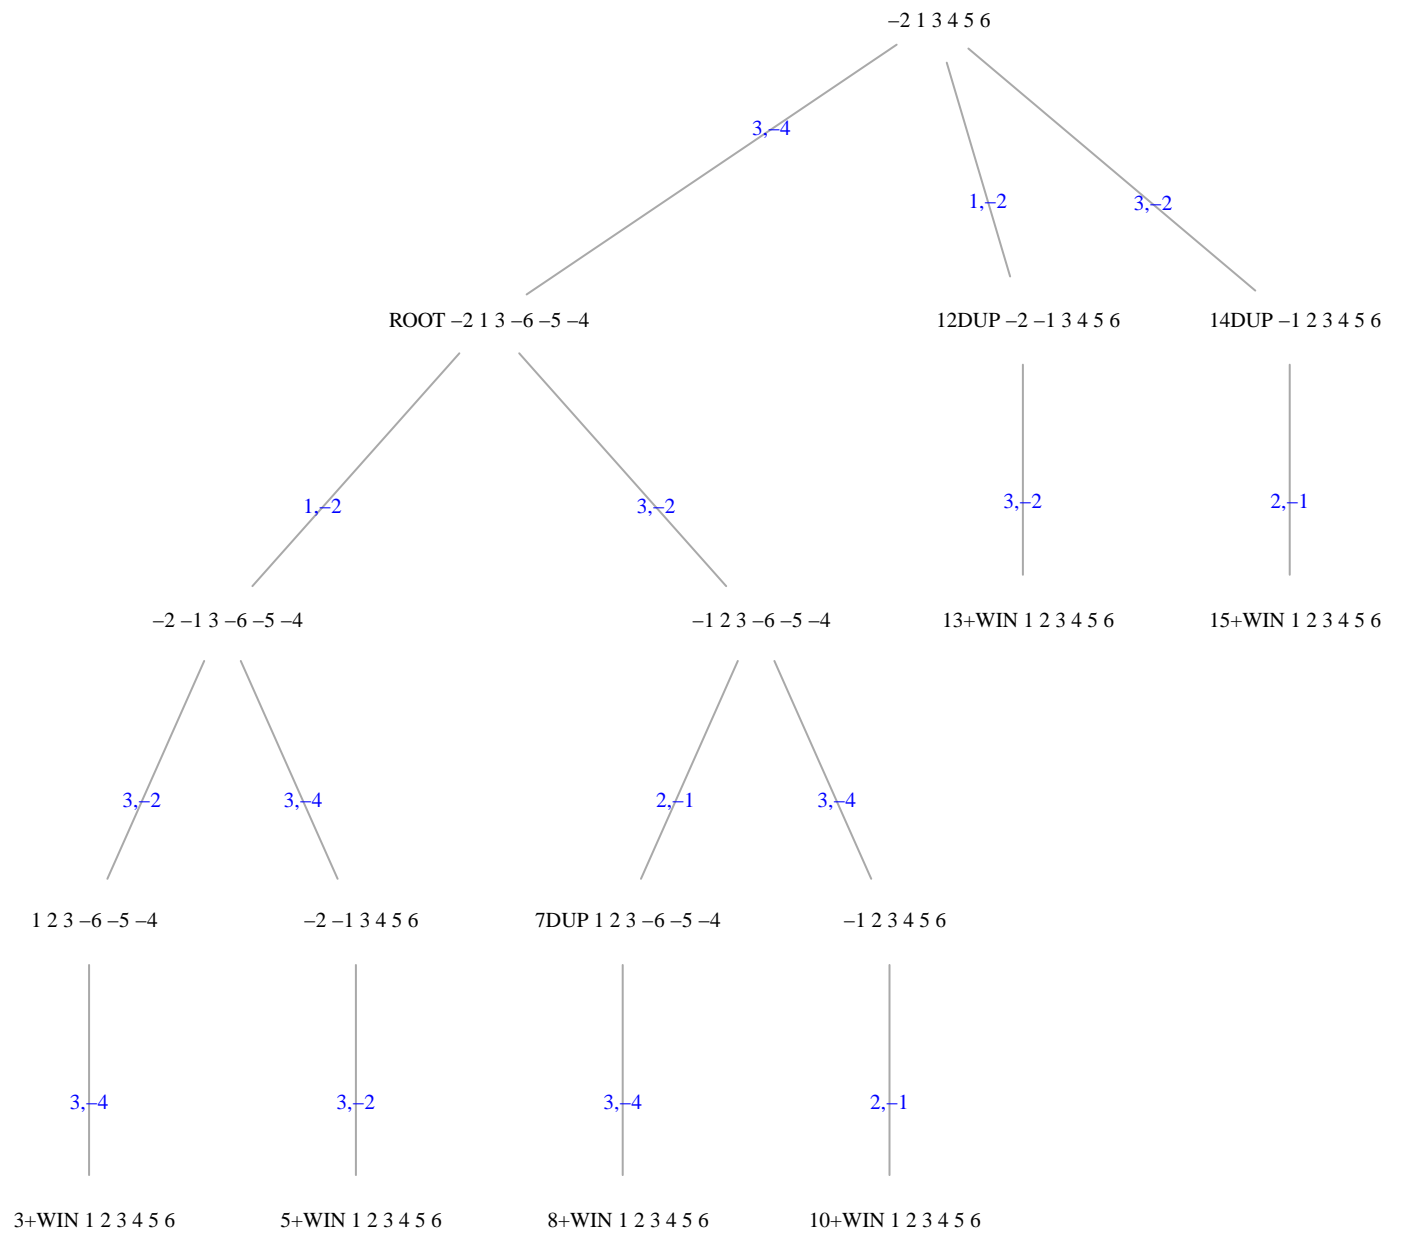 −2 1 3 4 5 6
3,−4
1,−2
3,−2
ROOT −2 1 3 −6 −5 −4
12DUP −2 −1 3 4 5 6
14DUP −1 2 3 4 5 6
1,−2
3,−2
3,−2
2,−1
−2 −1 3 −6 −5 −4
−1 2 3 −6 −5 −4
13+WIN 1 2 3 4 5 6
15+WIN 1 2 3 4 5 6
3,−2
3,−4
2,−1
3,−4
1 2 3 −6 −5 −4
−2 −1 3 4 5 6
7DUP 1 2 3 −6 −5 −4
−1 2 3 4 5 6
3,−4
3,−2
3,−4
2,−1
3+WIN 1 2 3 4 5 6
5+WIN 1 2 3 4 5 6
8+WIN 1 2 3 4 5 6
10+WIN 1 2 3 4 5 6